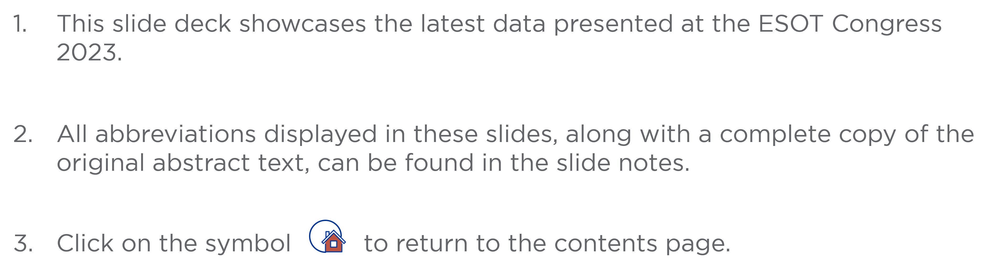 1. This slide deck showcases the latest data presented at the ESOT Congress
2023.
2. All abbreviations displayed in these slides, along with a complete copy of the
original abstract text, can be found in the slide notes.
3. Click on the symbol to return to the contents page.